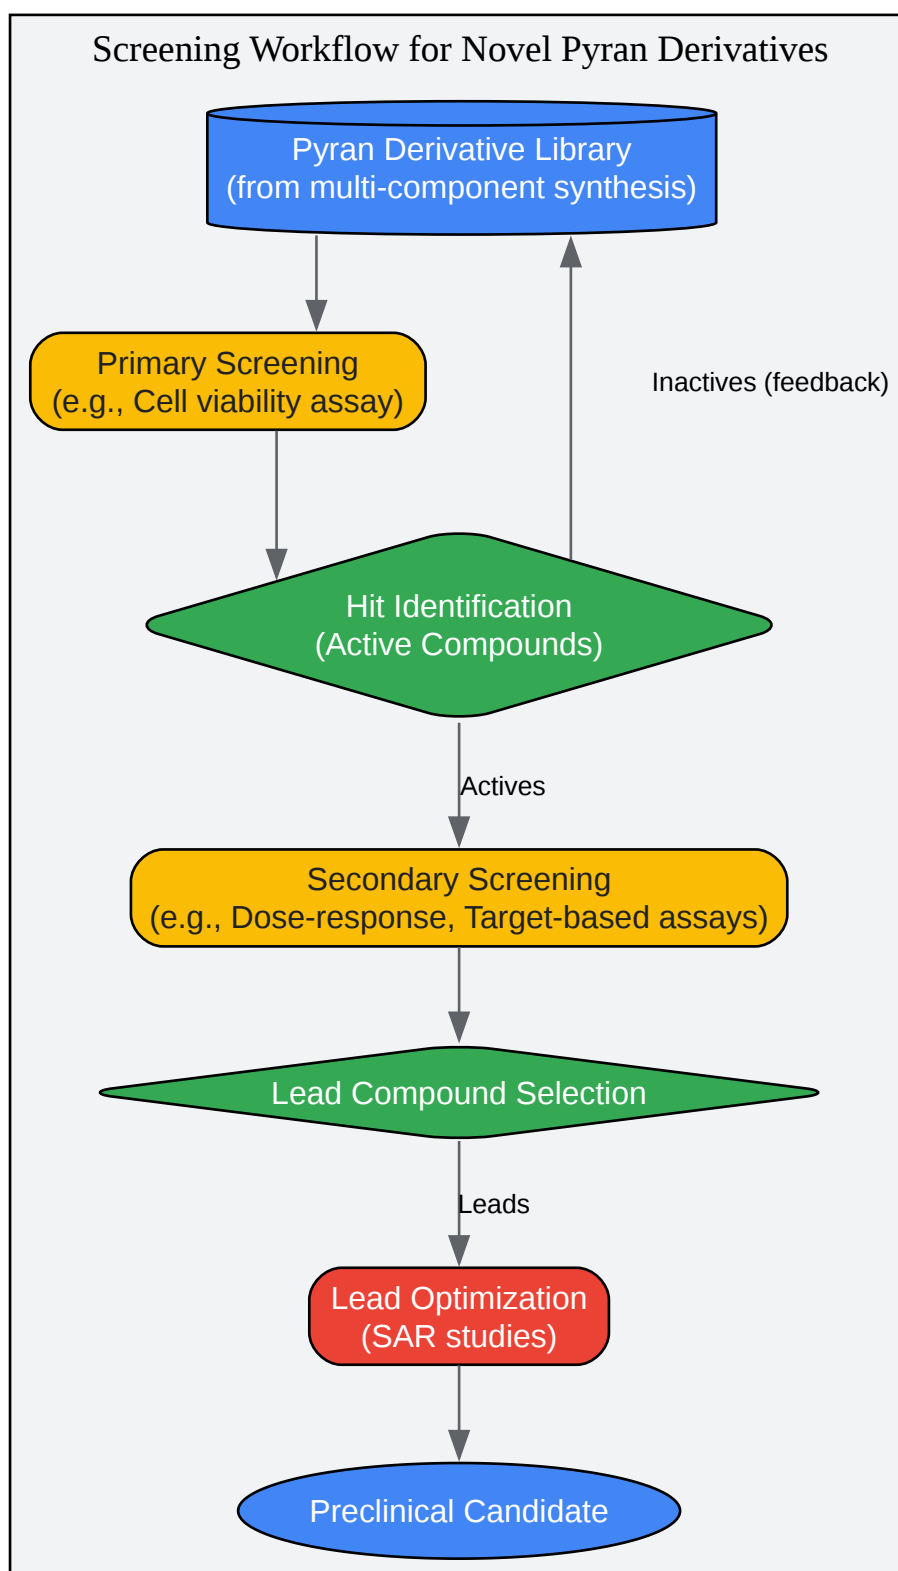 Screening Workflow for Novel Pyran Derivatives
Pyran Derivative Library
(from multi-component synthesis)
Primary Screening
(e.g., Cell viability assay)
Inactives (feedback)
Hit Identification
(Active Compounds)
Actives
Secondary Screening
(e.g., Dose-response, Target-based assays)
Lead Compound Selection
Leads
Lead Optimization
(SAR studies)
Preclinical Candidate